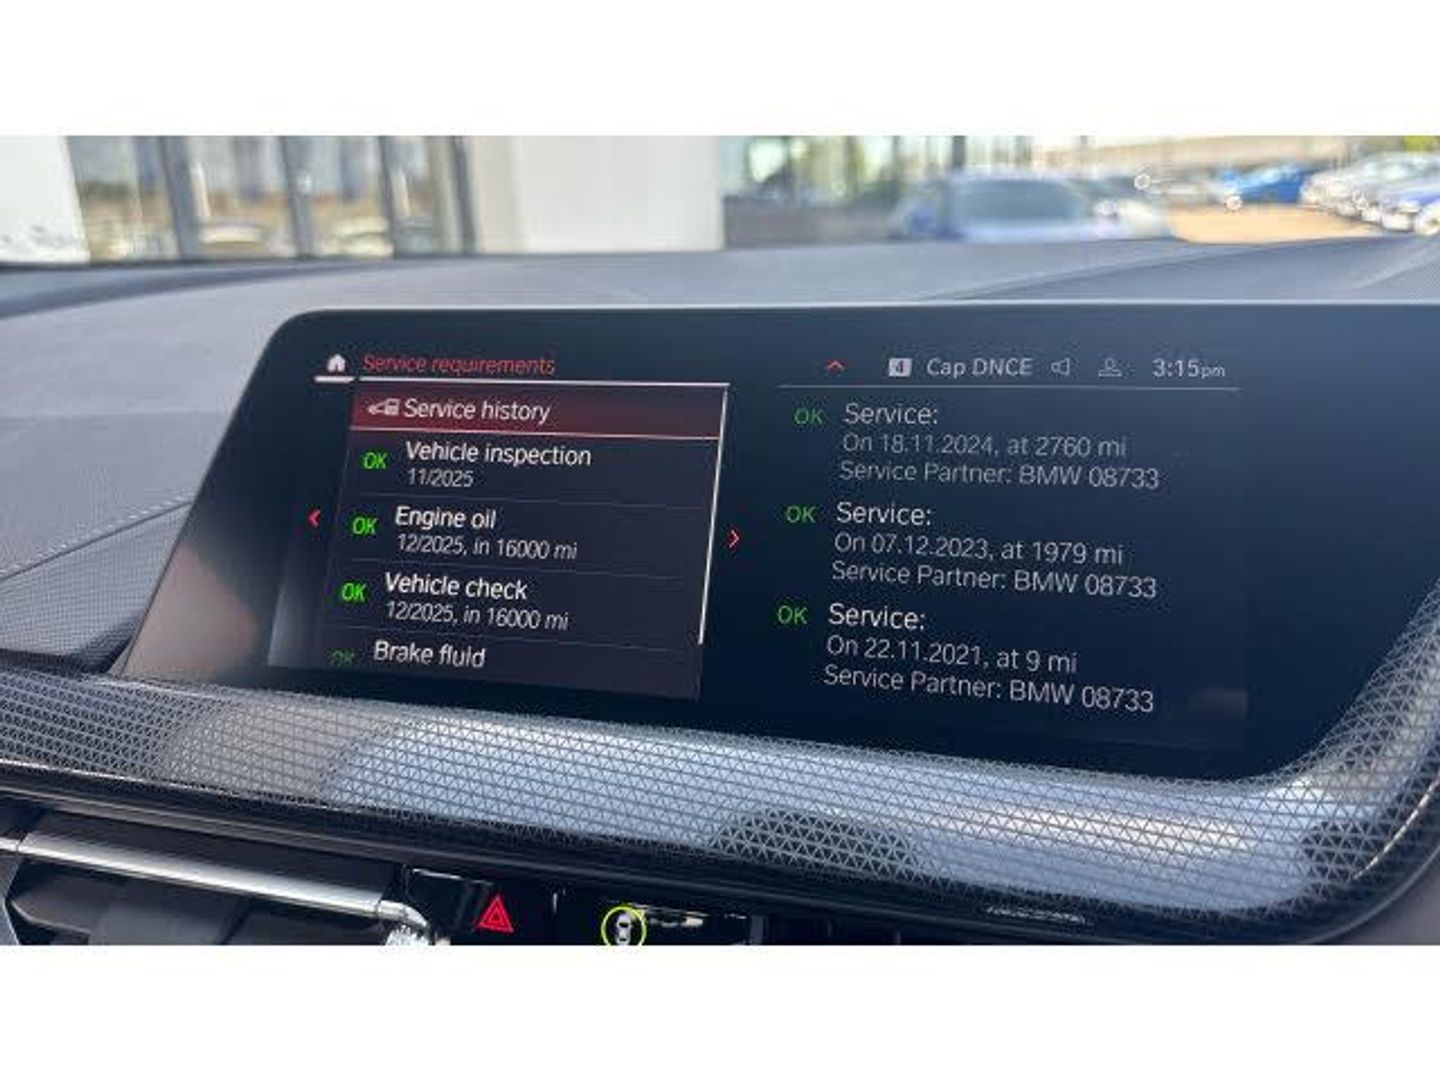 Service requirements
4 Cap DNCE 3:15pm
Service history
OK Vehicle inspection
11/2025
OK Engine oil
12/2025, in 16000 mi
OK Vehicle check
12/2025, in 16000 mi
OK Brake fluid
OK Service:
On 18.11.2024, at 2760 mi
Service Partner: BMW 08733
OK Service:
On 07.12.2023, at 1979 mi
Service Partner: BMW 08733
OK Service:
On 22.11.2021, at 9 mi
Service Partner: BMW 08733